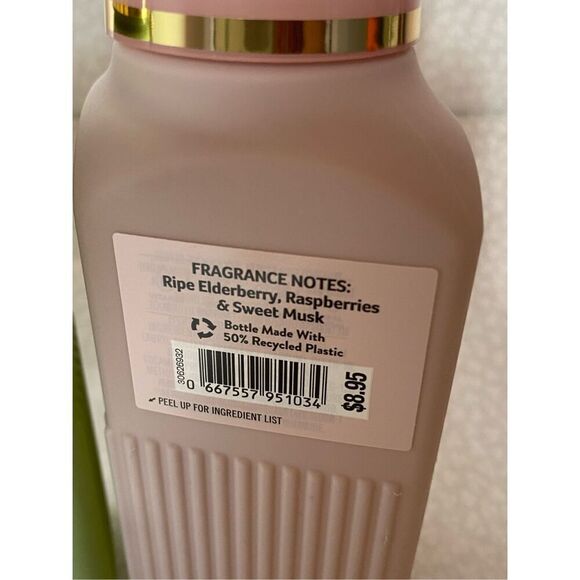 FRAGRANCE NOTES:
Ripe Elderberry, Raspberries
& Sweet Musk
Bottle Made With
50% Recycled Plastic
30626932
0 667557 951034
$8.95
PEEL UP FOR INGREDIENT LIST